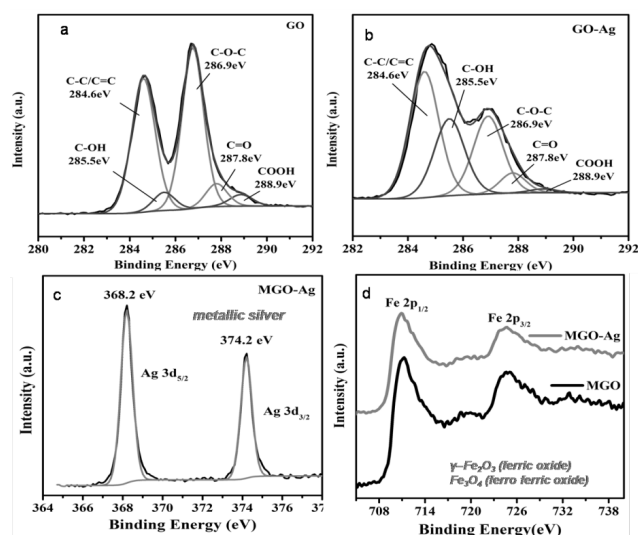 a
GO
C-C/C=C
284.6eV
C-O-C
286.9eV
C-OH
285.5eV
C=O
287.8eV
COOH
288.9eV
Intensity (a.u.)
280 282 284 286 288 290 292
Binding Energy (eV)
b
GO-Ag
C-C/C=C
284.6eV
C-OH
285.5eV
C-O-C
286.9eV
C=O
287.8eV
COOH
288.9eV
Intensity (a.u.)
280 282 284 286 288 290 292
Binding Energy (eV)
c
MGO-Ag
368.2 eV
metallic silver
374.2 eV
Ag 3d5/2
Ag 3d3/2
Intensity (a.u.)
364 366 368 370 372 374 376 37
Binding Energy (eV)
d
Fe 2p1/2
Fe 2p3/2
MGO-Ag
MGO
γ-Fe2O3 (ferric oxide)
Fe3O4 (ferro ferric oxide)
Intensity (a.u.)
708 716 724 732 740
Binding Energy(eV)